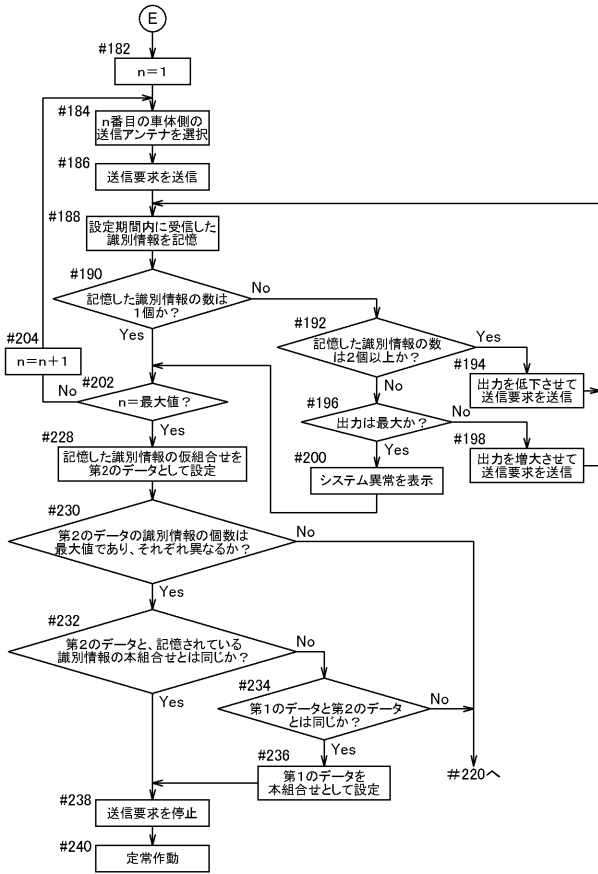 E
#182
n＝1
#184
n番目の車体側の
送信アンテナを選択
#186
送信要求を送信
#188
設定期間内に受信した
識別情報を記憶
#190
記憶した識別情報の数は
1個か？
No
Yes
#192
記憶した識別情報の数
は2個以上か？
Yes
No
#194
出力を低下させて
送信要求を送信
#196
出力は最大か？
No
Yes
#198
出力を増大させて
送信要求を送信
#200
システム異常を表示
#204
n＝n＋1
#202
n＝最大値？
No
Yes
#228
記憶した識別情報の仮組合せを
第2のデータとして設定
#230
第2のデータの識別情報の個数は
最大値であり、それぞれ異なるか？
No
Yes
#232
第2のデータと、記憶されている
識別情報の本組合せとは同じか？
No
Yes
#234
第1のデータと第2のデータ
とは同じか？
No
Yes
#236
第1のデータを
本組合せとして設定
＃220へ
#238
送信要求を停止
#240
定常作動